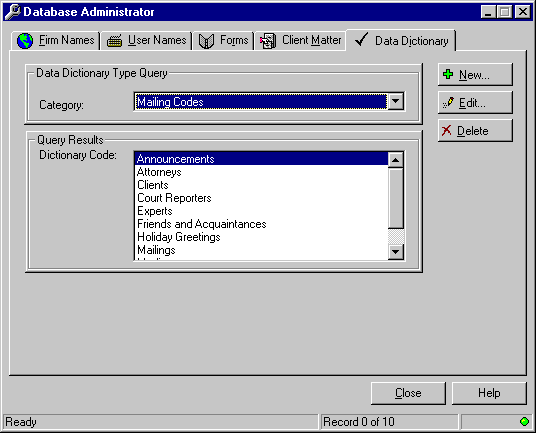 Database Administrator
Firm Names
User Names
Forms
Client Matter
Data Dictionary
Data Dictionary Type Query
Category:
Mailing Codes
New...
Edit...
Delete
Query Results
Dictionary Code:
Announcements
Attorneys
Clients
Court Reporters
Experts
Friends and Acquaintances
Holiday Greetings
Mailings
Close
Help
Ready
Record 0 of 10